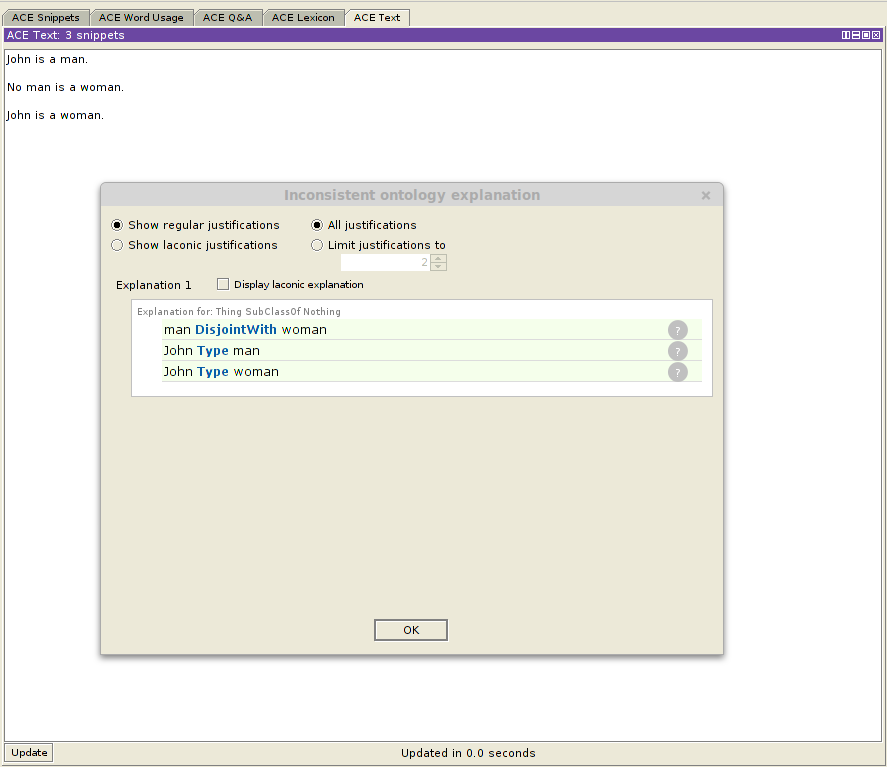 ACE Snippets ACE Word Usage ACE Q&A ACE Lexicon ACE Text
ACE Text: 3 snippets
John is a man.
No man is a woman.
John is a woman.
Inconsistent ontology explanation
Show regular justifications All justifications
Show laconic justifications Limit justifications to
2
Explanation 1 Display laconic explanation
Explanation for: Thing SubClassOf Nothing
man DisjointWith woman ?
John Type man ?
John Type woman ?
OK
Update Updated in 0.0 seconds